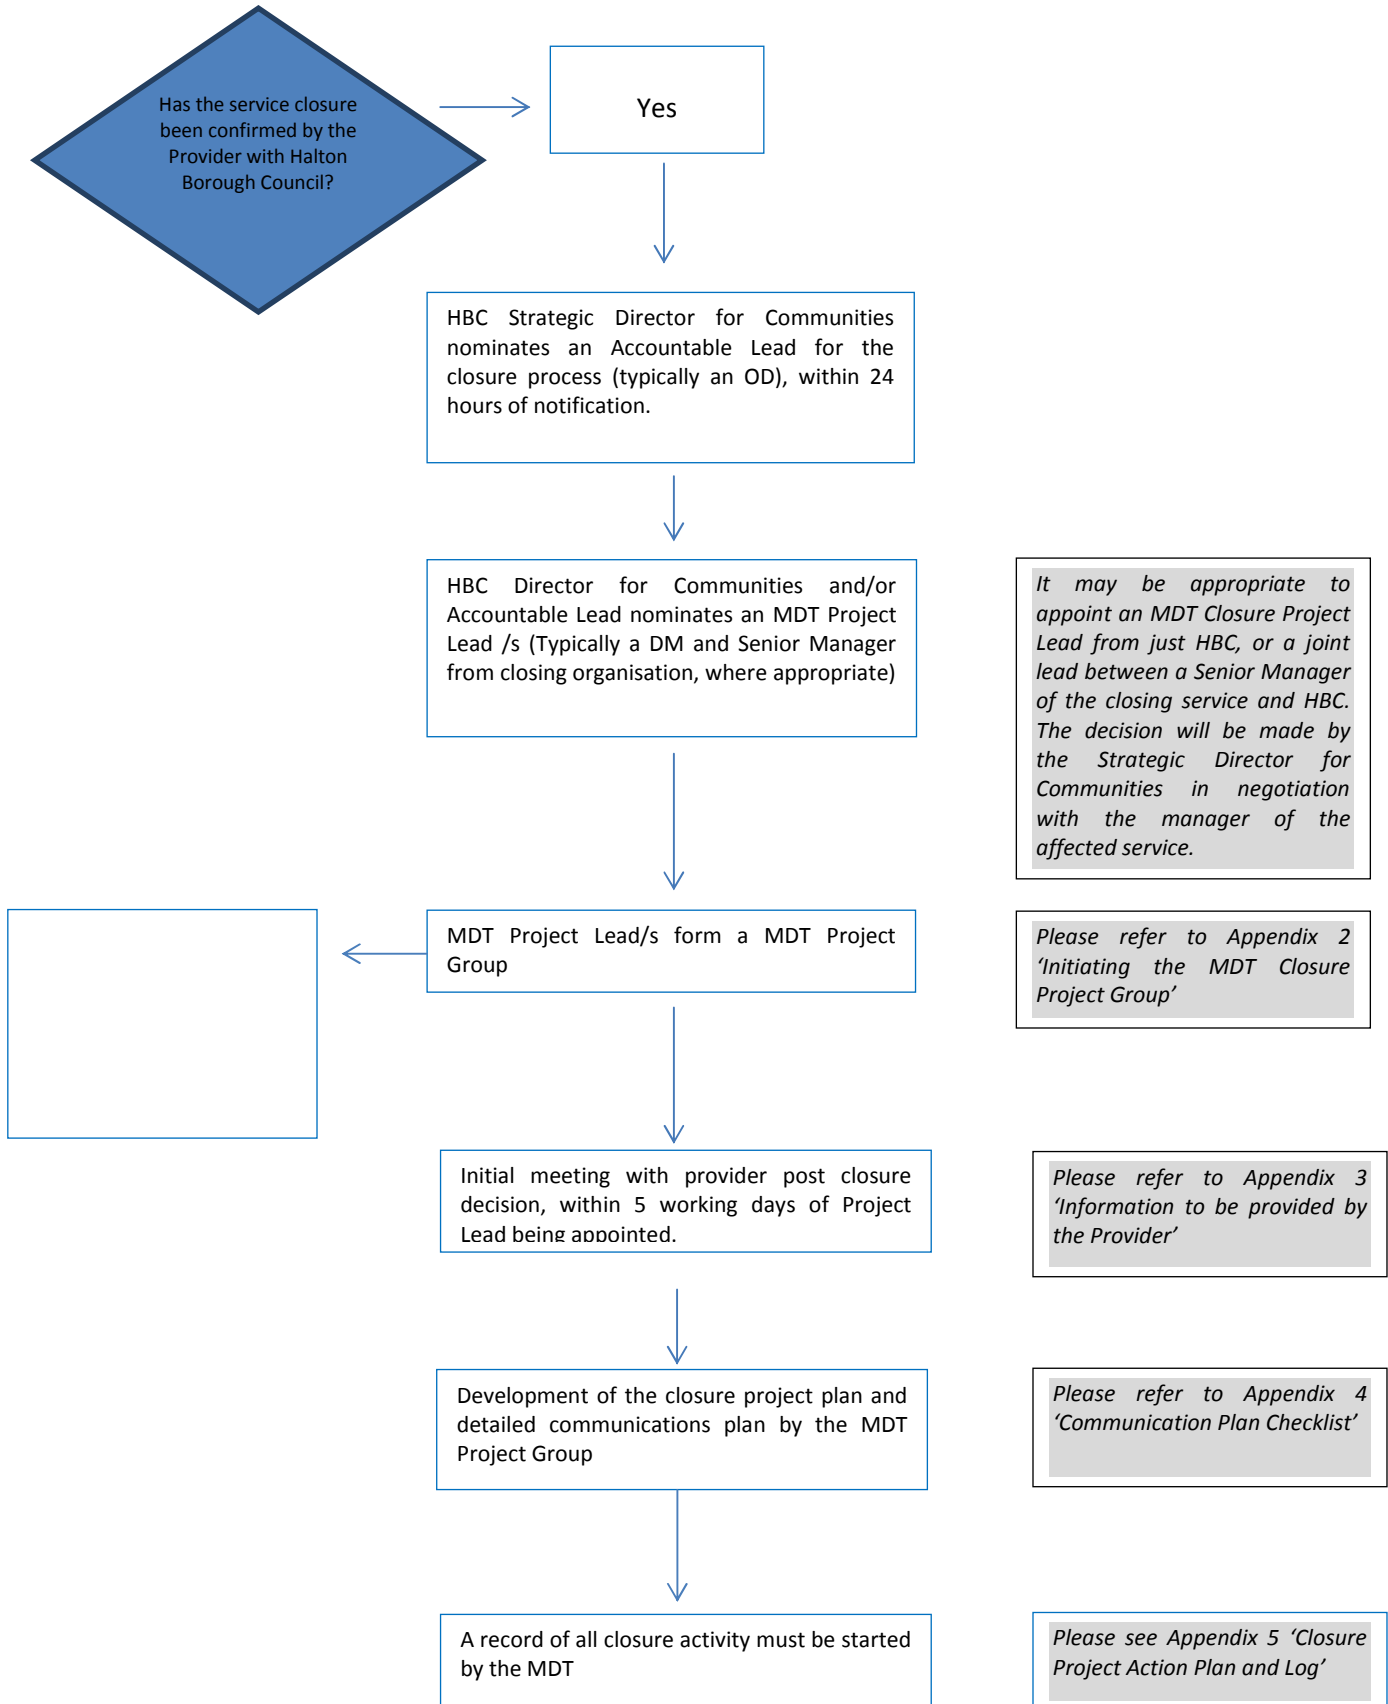 Has the service closure
been confirmed by the
Provider with Halton
Borough Council?
Yes
HBC Strategic Director for Communities
nominates an Accountable Lead for the
closure process (typically an OD), within 24
hours of notification.
HBC Director for Communities and/or
Accountable Lead nominates an MDT Project
Lead /s (Typically a DM and Senior Manager
from closing organisation, where appropriate)
It may be appropriate to
appoint an MDT Closure Project
Lead from just HBC, or a joint
lead between a Senior Manager
of the closing service and HBC.
The decision will be made by
the Strategic Director for
Communities in negotiation
with the manager of the
affected service.
MDT Project Lead/s form a MDT Project
Group
Please refer to Appendix 2
‘Initiating the MDT Closure
Project Group’
Initial meeting with provider post closure
decision, within 5 working days of Project
Lead being appointed.
Please refer to Appendix 3
‘Information to be provided by
the Provider’
Development of the closure project plan and
detailed communications plan by the MDT
Project Group
Please refer to Appendix 4
‘Communication Plan Checklist’
A record of all closure activity must be started
by the MDT
Please see Appendix 5 ‘Closure
Project Action Plan and Log’